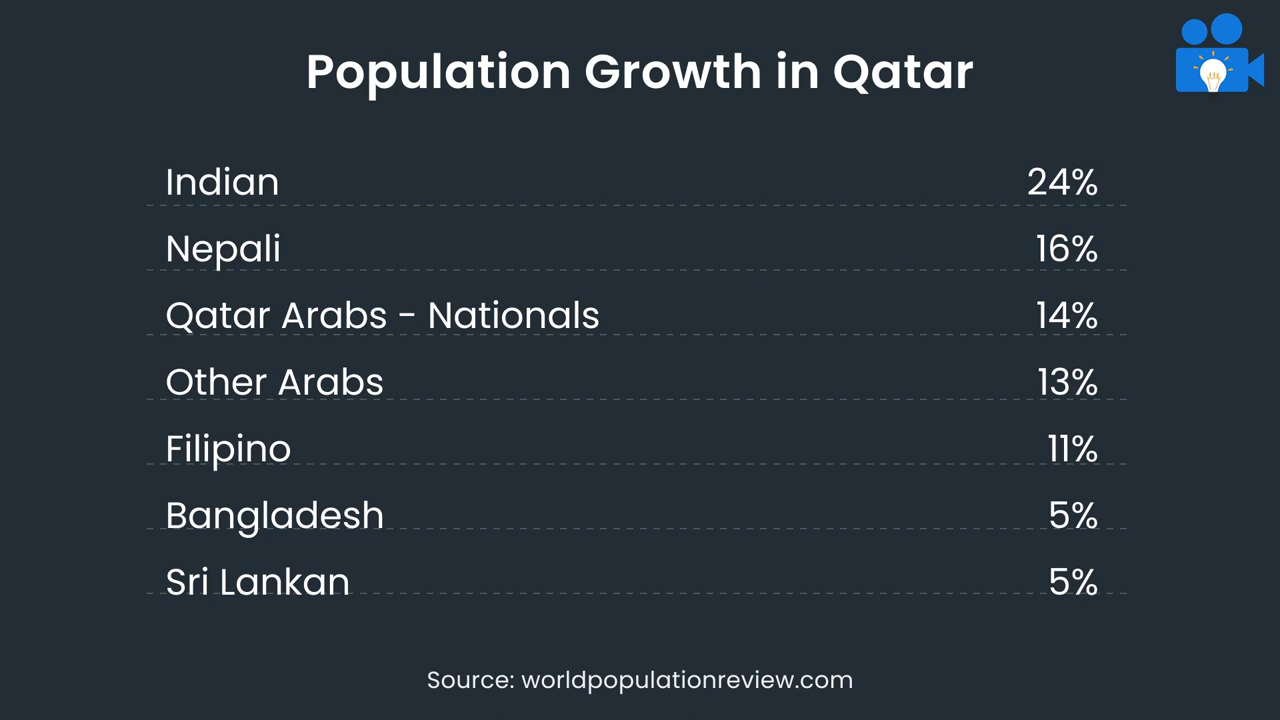 Population Growth in Qatar
Indian 24%
Nepali 16%
Qatar Arabs - Nationals 14%
Other Arabs 13%
Filipino 11%
Bangladesh 5%
Sri Lankan 5%
Source: worldpopulationreview.com